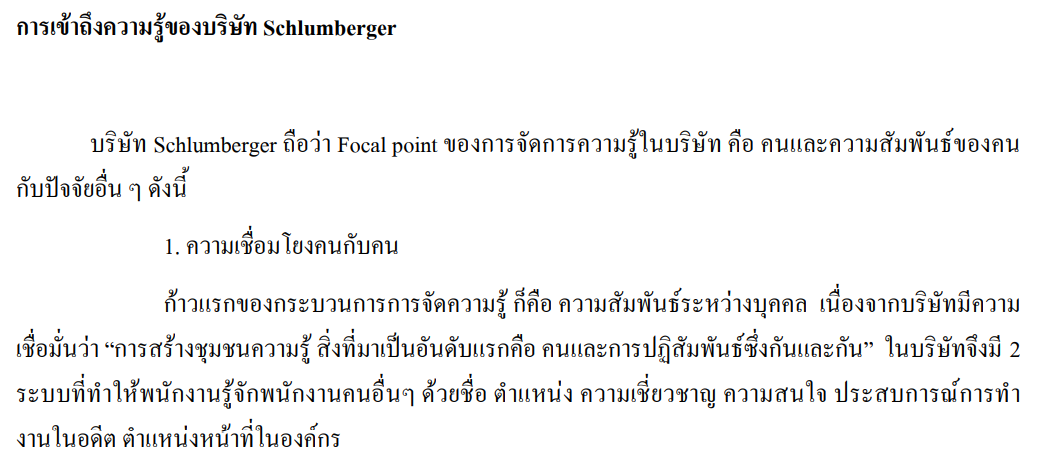 การเข้าถึงความรู้ของบริษัท Schlumberger
บริษัท Schlumberger ถือว่า Focal point ของการจัดการความรู้ในบริษัท คือ คนและความสัมพันธ์ของคน
กับปัจจัยอื่น ๆ ดังนี้
1. ความเชื่อมโยงคนกับคน
ก้าวแรกของกระบวนการการจัดความรู้ ก็คือ ความสัมพันธ์ระหว่างบุคคล เนื่องจากบริษัทมีความ
เชื่อมั่นว่า “การสร้างชุมชนความรู้ สิ่งที่มาเป็นอันดับแรกคือ คนและการปฏิสัมพันธ์ซึ่งกันและกัน” ในบริษัทจึงมี 2
ระบบที่ทำให้พนักงานรู้จักพนักงานคนอื่นๆ ด้วยชื่อ ตำแหน่ง ความเชี่ยวชาญ ความสนใจ ประสบการณ์การทำ
งานในอดีต ตำแหน่งหน้าที่ในองค์กร